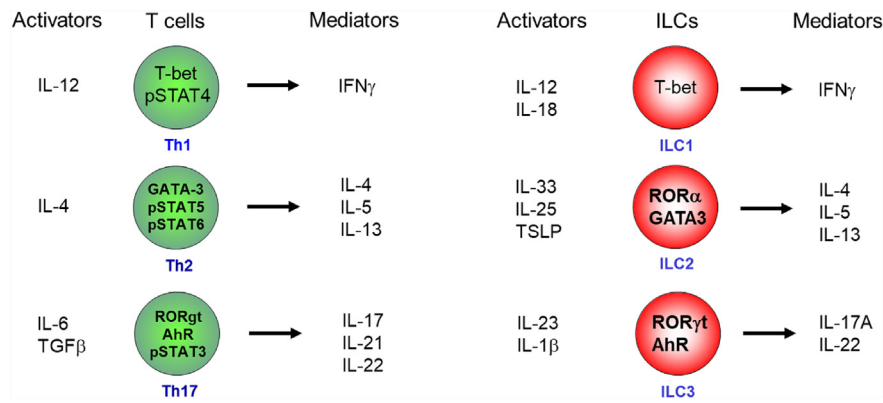 Activators T cells Mediators Activators ILCs Mediators
IL-12
T-bet
pSTAT4
IFNγ
Th1
IL-12
IL-18
T-bet
IFNγ
ILC1
IL-4
GATA-3
pSTAT5
pSTAT6
IL-4
IL-5
IL-13
Th2
IL-33
IL-25
TSLP
RORα
GATA3
IL-4
IL-5
IL-13
ILC2
IL-6
TGFβ
RORgt
AhR
pSTAT3
IL-17
IL-21
IL-22
Th17
IL-23
IL-1β
RORγt
AhR
IL-17A
IL-22
ILC3